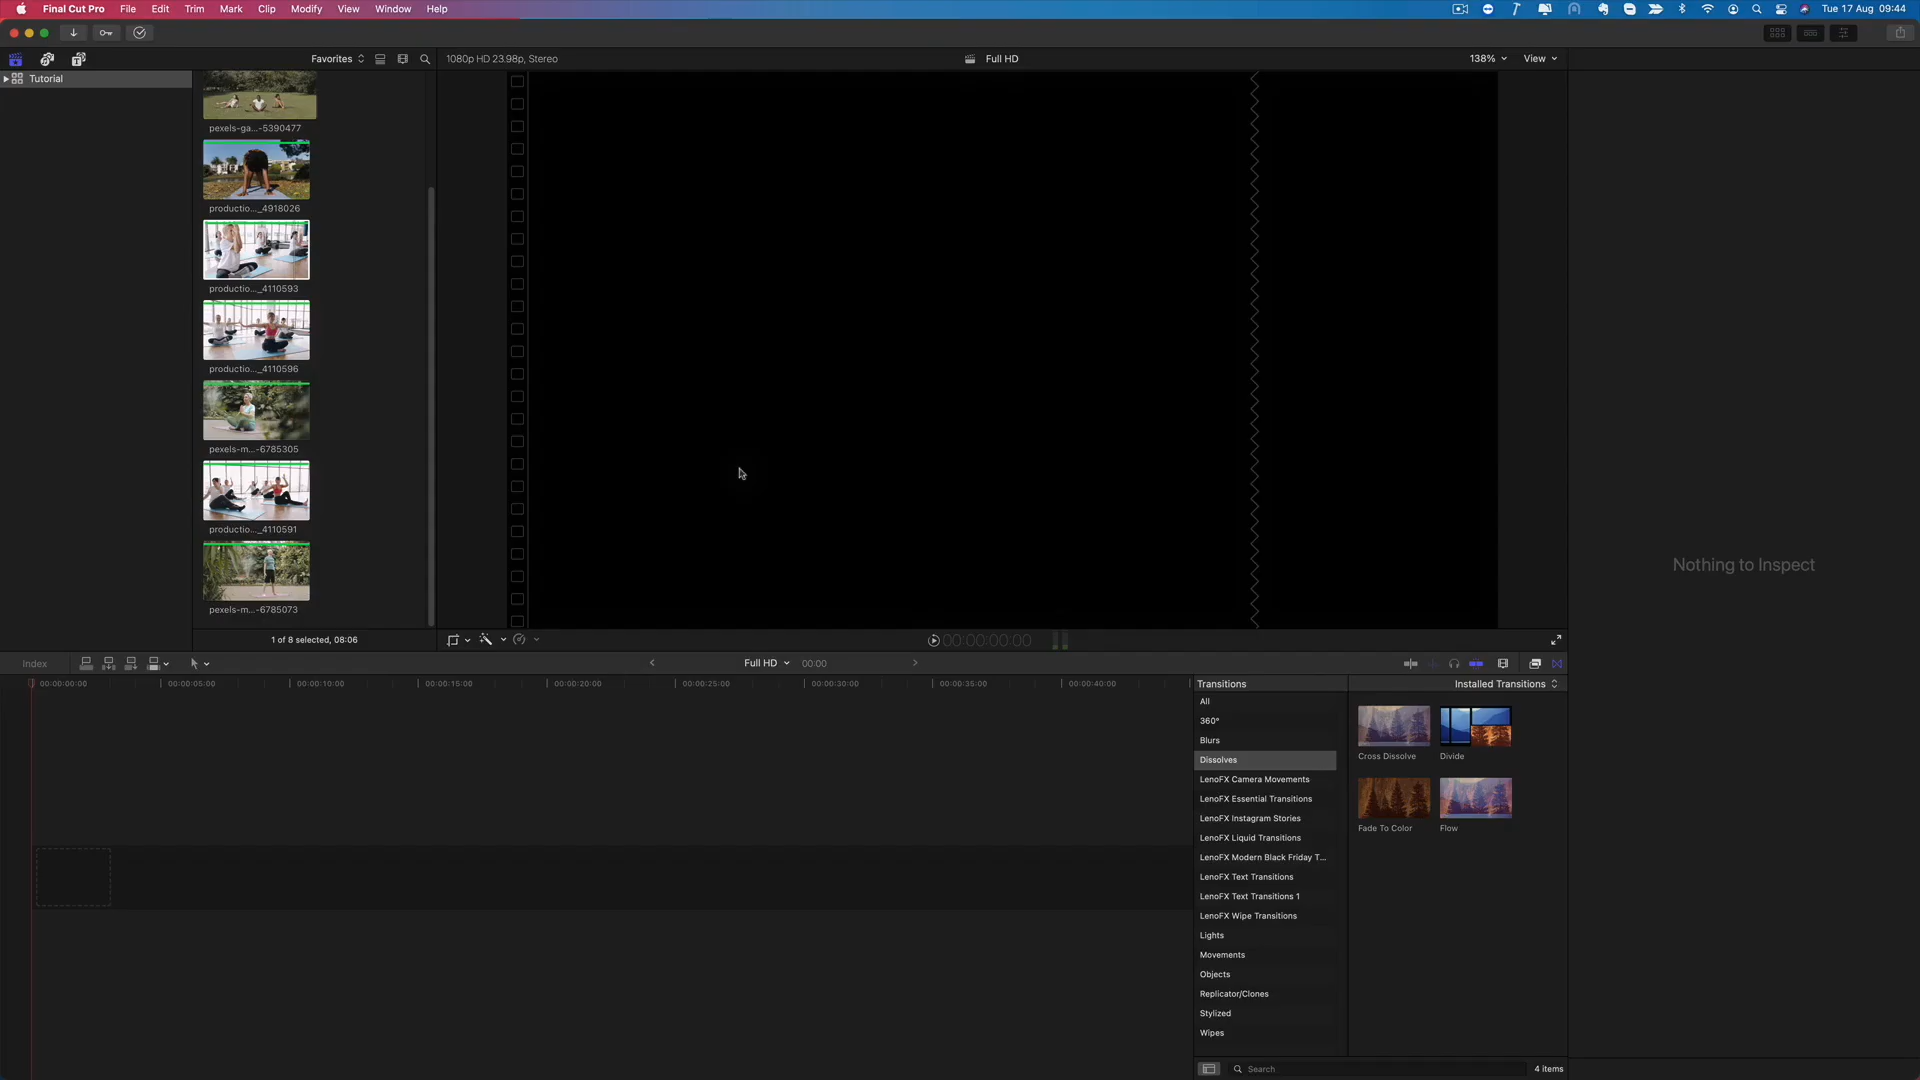 Final Cut Pro File Edit Trim Mark Clip Modify View Window Help Tue 17 Aug 09:44
Favorites 1080p HD 23.98p, Stereo Full HD 138% View
Tutorial
pexels-ga...-5390477
productio..._4918026
productio..._4110593
productio..._4110596
pexels-m...-6785305
productio..._4110591
pexels-m...-6785073
Nothing to Inspect
1 of 8 selected, 08:06 00:00:00:00
Index Full HD 00:00
00:00:00:00 00:00:05:00 00:00:10:00 00:00:15:00 00:00:20:00 00:00:25:00 00:00:30:00 00:00:35:00 00:00:40:00
Transitions Installed Transitions
All
360°
Blurs
Dissolves
LenoFX Camera Movements
LenoFX Essential Transitions
LenoFX Instagram Stories
LenoFX Liquid Transitions
LenoFX Modern Black Friday T...
LenoFX Text Transitions
LenoFX Text Transitions 1
LenoFX Wipe Transitions
Lights
Movements
Objects
Replicator/Clones
Stylized
Wipes
Cross Dissolve Divide
Fade To Color Flow
Search 4 items